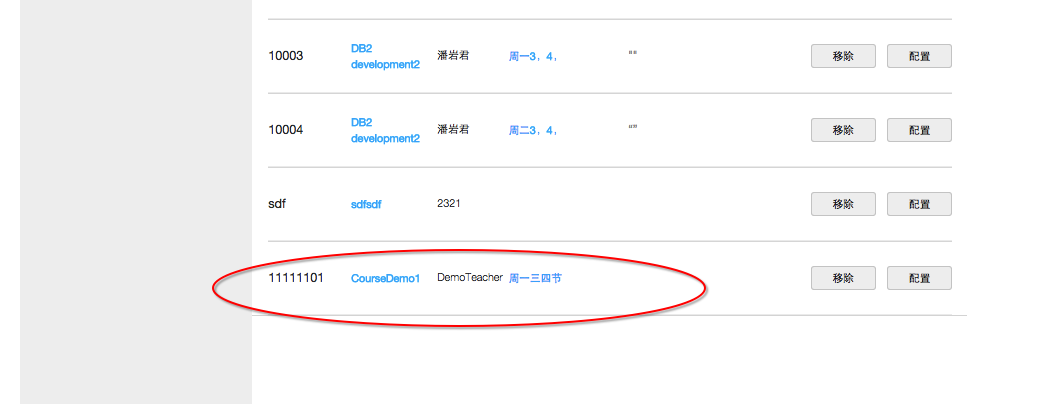 10003 DB2 development2 潘岩君 周一3，4， "" 移除 配置
10004 DB2 development2 潘岩君 周二3，4， "" 移除 配置
sdf sdfsdf 2321 移除 配置
11111101 CourseDemo1 DemoTeacher 周一三四节 移除 配置